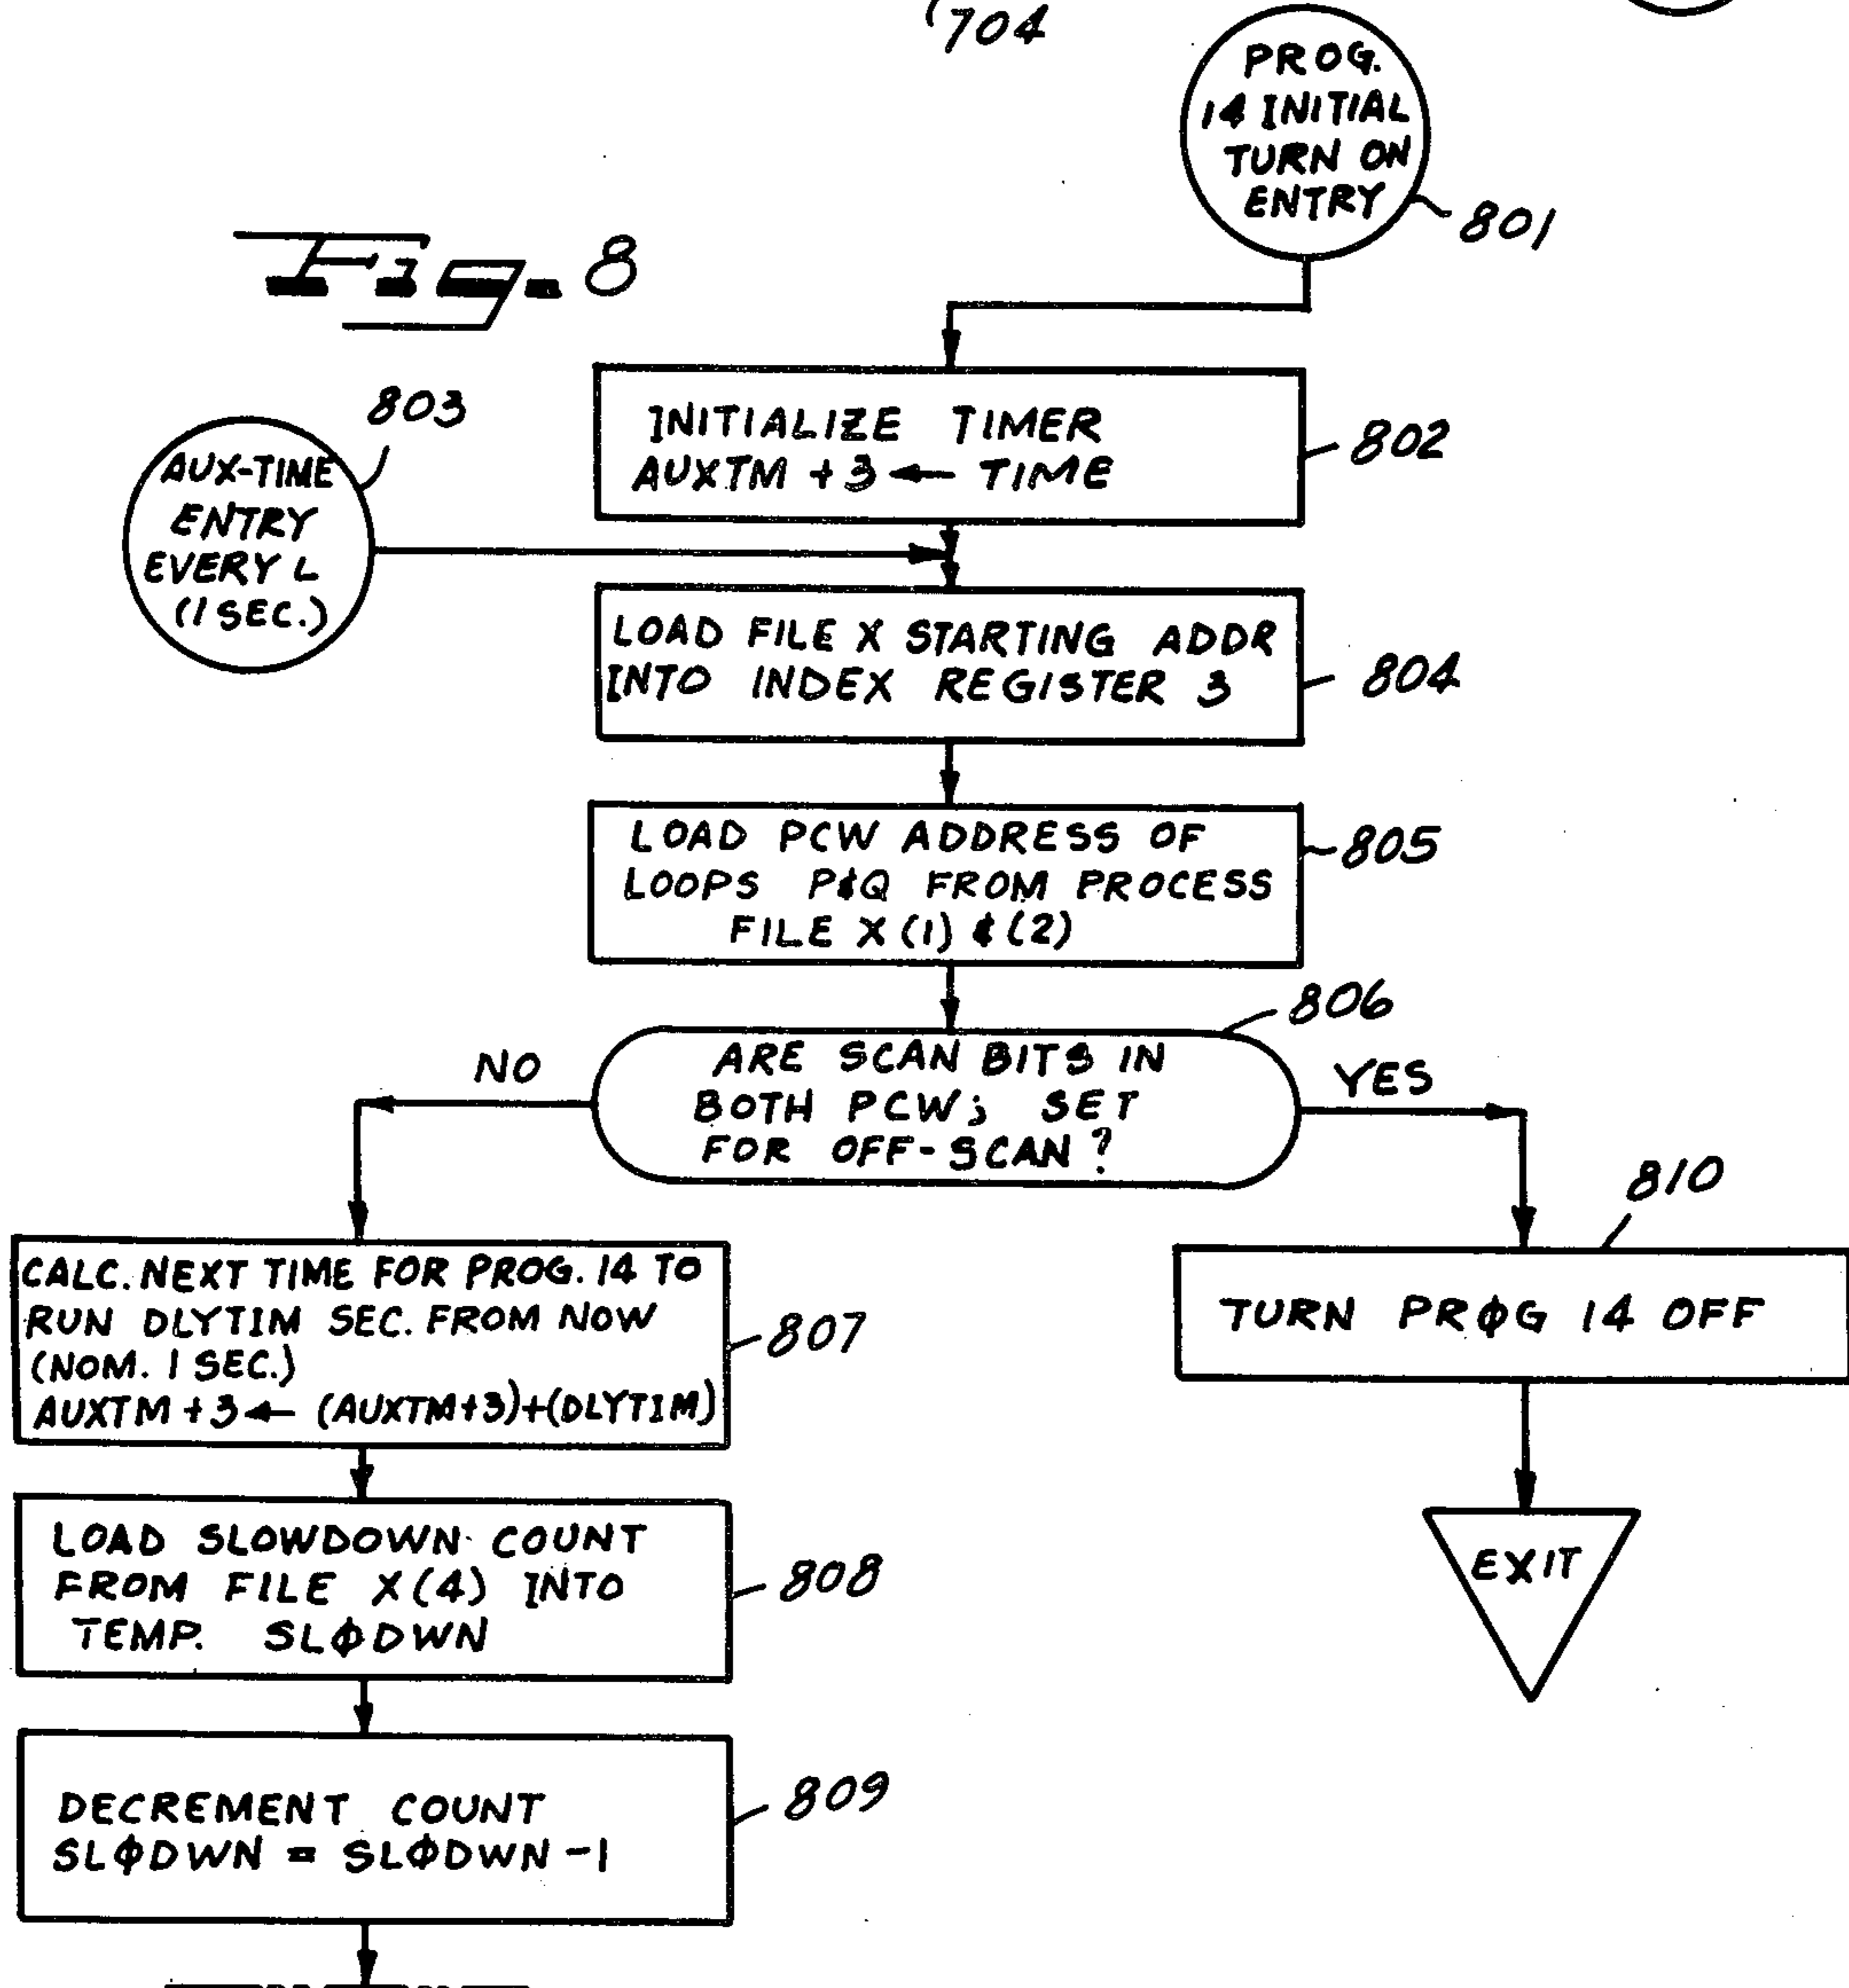 704
PROG.
14 INITIAL
TURN ON
ENTRY
801
Fig-8
INITIALIZE TIMER
AUXTM +3 ← TIME
802
803
AUX-TIME
ENTRY
EVERY L
(1 SEC.)
LOAD FILE X STARTING ADDR
INTO INDEX REGISTER 3
804
LOAD PCW ADDRESS OF
LOOPS P&Q FROM PROCESS
FILE X (1) & (2)
805
806
ARE SCAN BITS IN
BOTH PCW; SET
FOR OFF-SCAN?
NO
YES
810
CALC. NEXT TIME FOR PROG. 14 TO
RUN DLYTIM SEC. FROM NOW
(NOM. 1 SEC.)
AUXTM +3 ← (AUXTM+3)+(DLYTIM)
807
TURN PRϕG 14 OFF
LOAD SLOWDOWN COUNT
FROM FILE X(4) INTO
TEMP. SLϕDWN
808
EXIT
DECREMENT COUNT
SLϕDWN = SLϕDWN -1
809